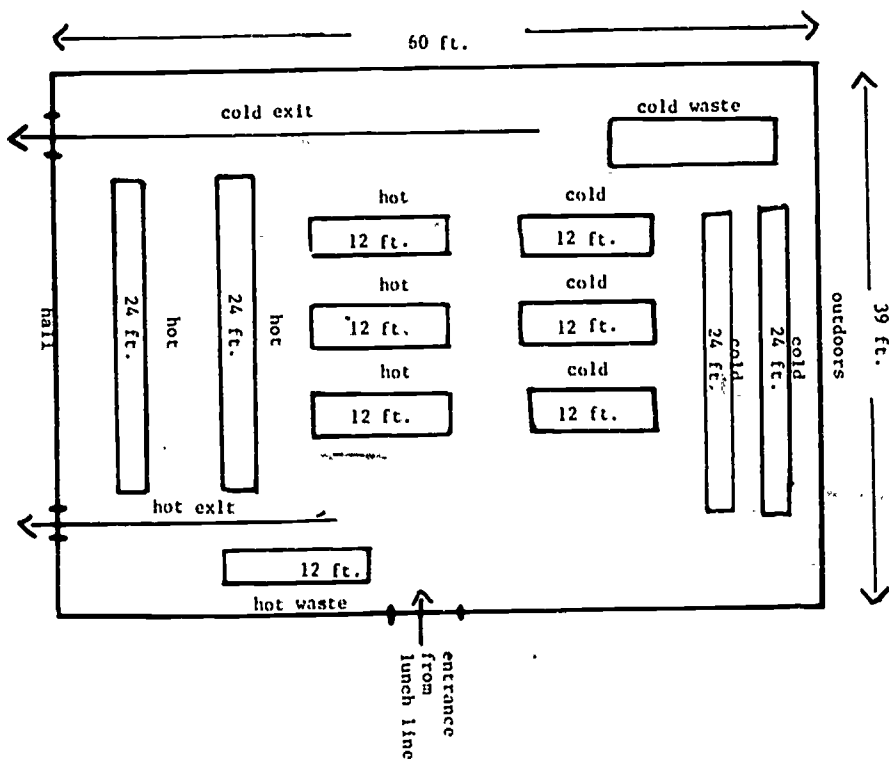 60 ft.
cold exit
cold waste
hot
cold
12 ft.
12 ft.
hot
cold
12 ft.
12 ft.
hot
cold
12 ft.
12 ft.
hall
24 ft.
hot
24 ft.
hot
24 ft.
cold
24 ft.
cold
outdoors
39 ft.
hot exit
12 ft.
hot waste
entrance
from
lunch line